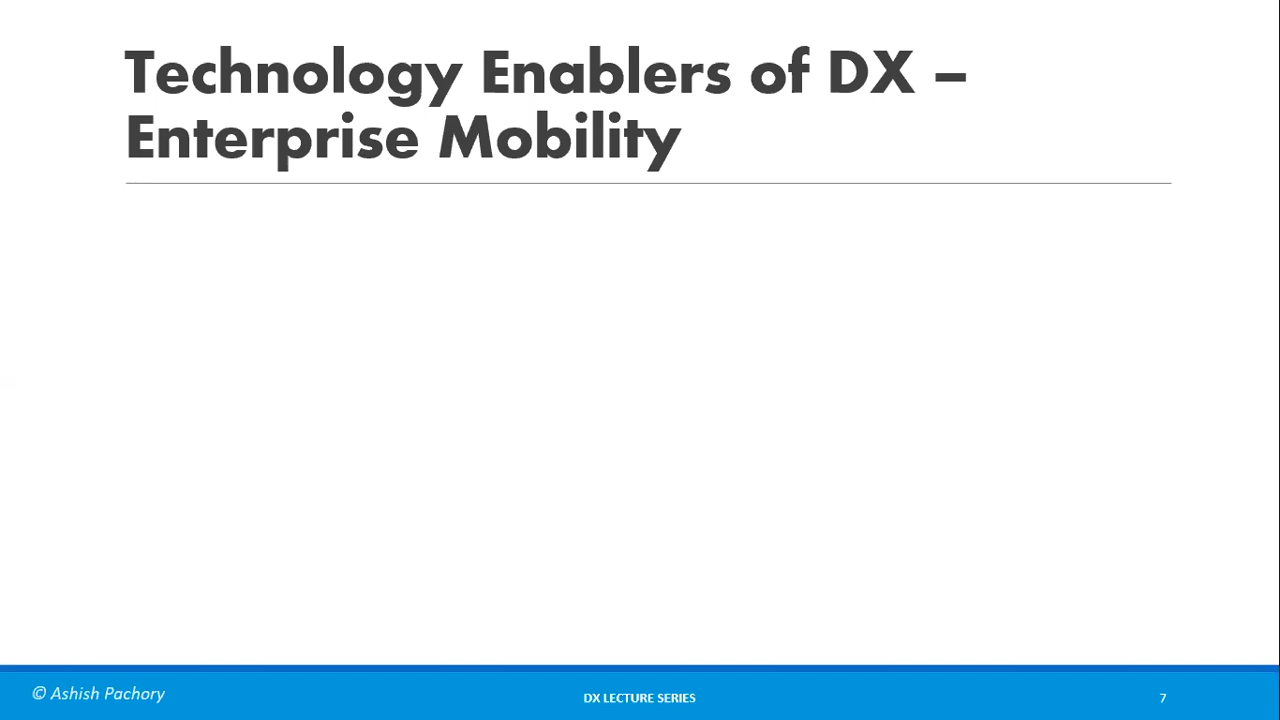 Technology Enablers of DX –
Enterprise Mobility
© Ashish Pachory
DX LECTURE SERIES
7